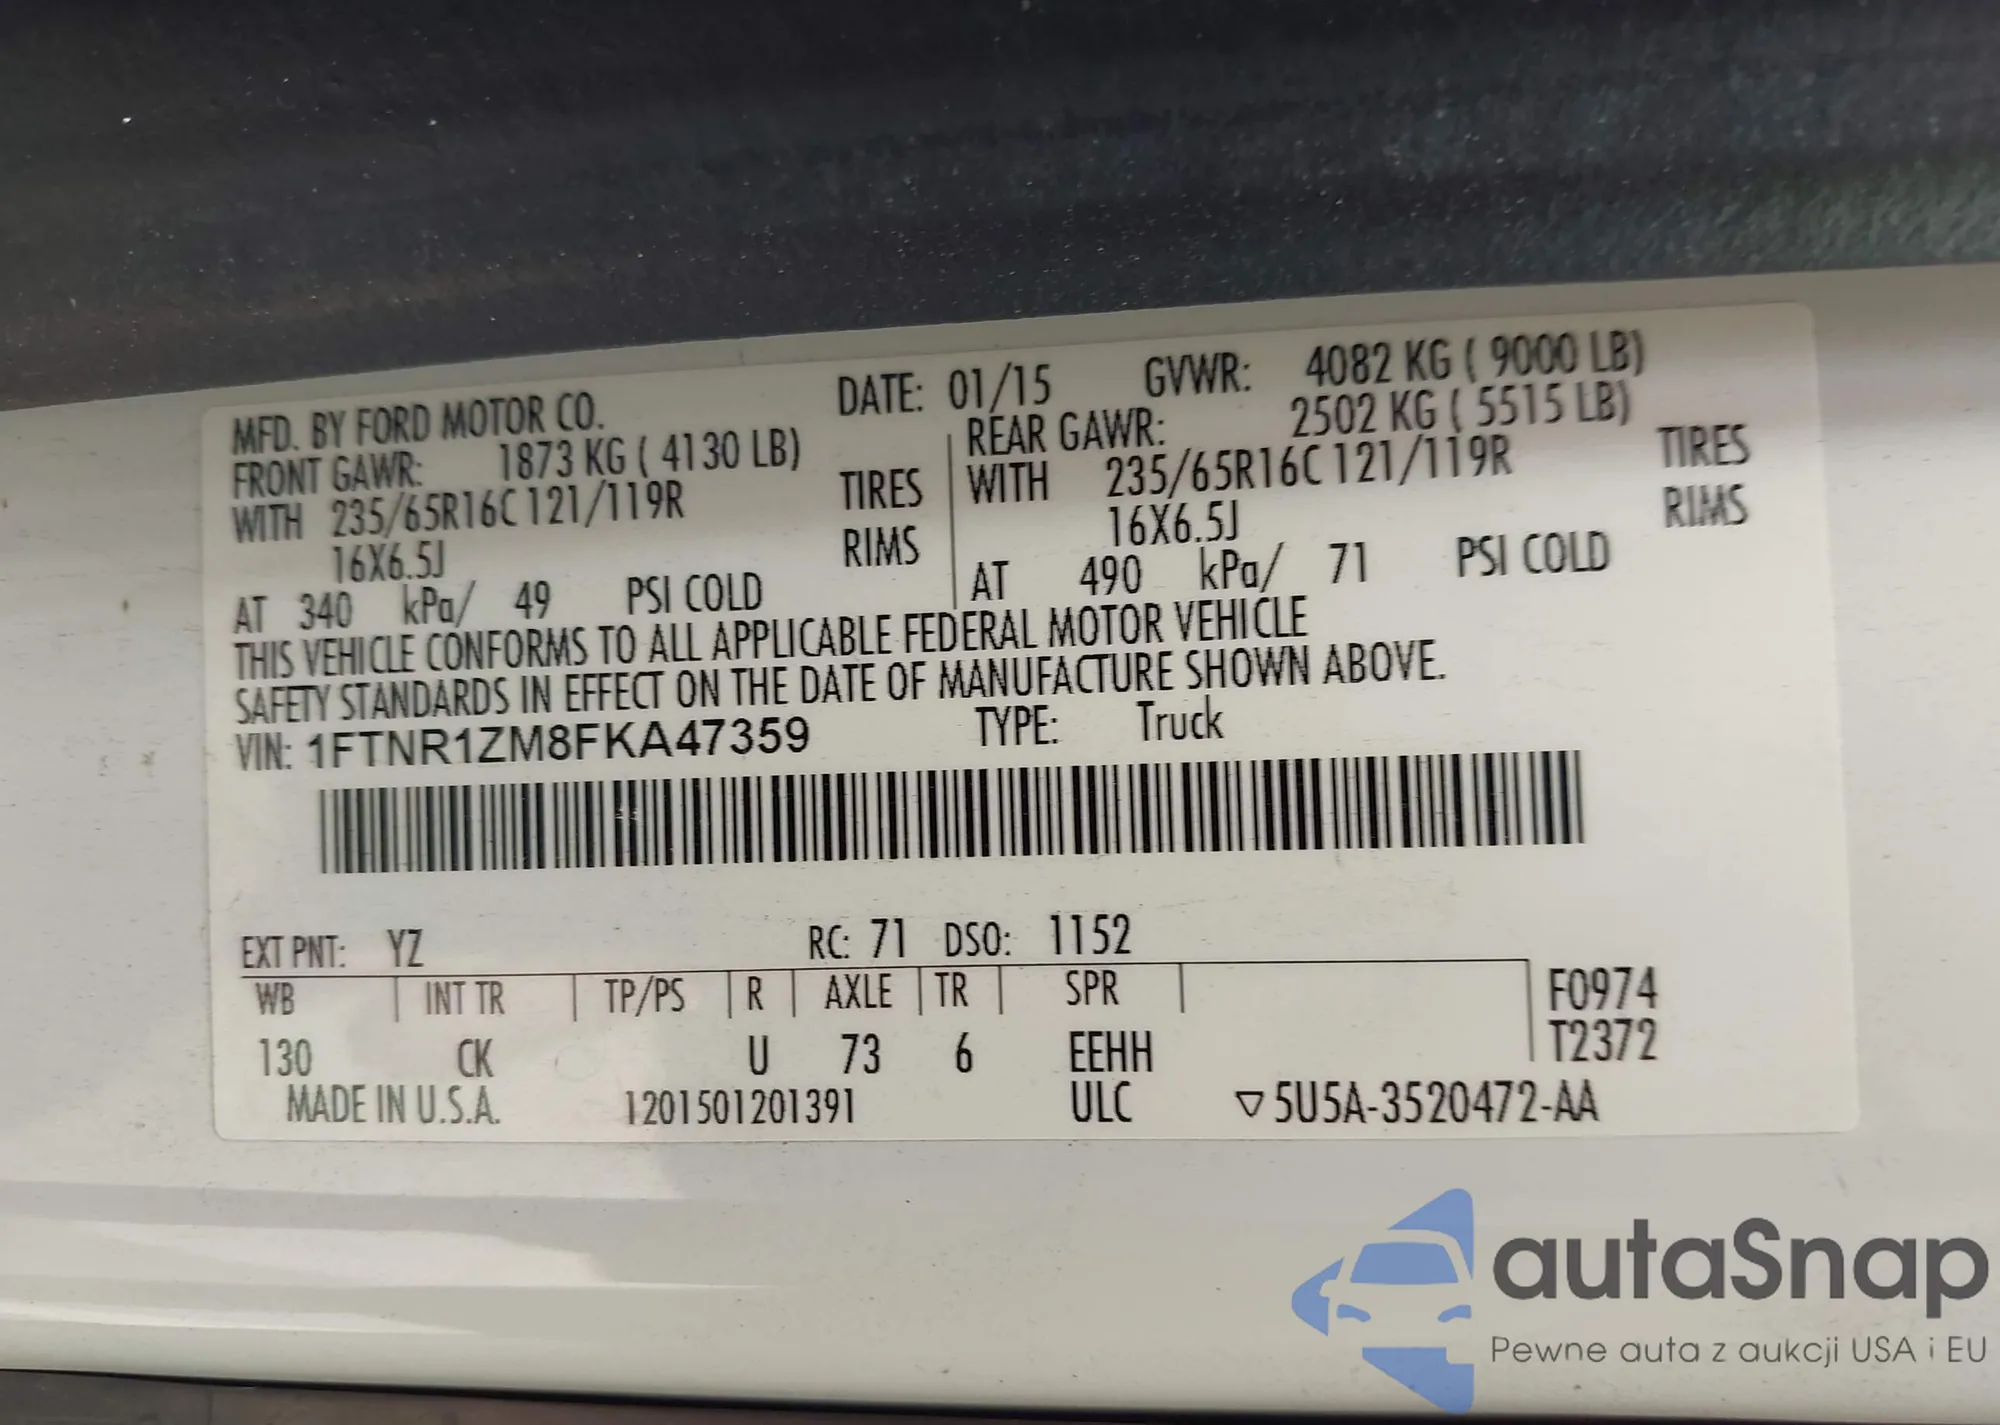 MFD. BY FORD MOTOR CO. DATE: 01/15 GVWR: 4082 KG ( 9000 LB)
FRONT GAWR: 1873 KG ( 4130 LB) REAR GAWR: 2502 KG ( 5515 LB)
WITH 235/65R16C 121/119R TIRES WITH 235/65R16C 121/119R TIRES
16X6.5J RIMS 16X6.5J RIMS
AT 340 kPa/ 49 PSI COLD AT 490 kPa/ 71 PSI COLD
THIS VEHICLE CONFORMS TO ALL APPLICABLE FEDERAL MOTOR VEHICLE
SAFETY STANDARDS IN EFFECT ON THE DATE OF MANUFACTURE SHOWN ABOVE.
VIN: 1FTNR1ZM8FKA47359 TYPE: Truck
EXT PNT: YZ RC: 71 DSO: 1152
WB INT TR TP/PS R AXLE TR SPR F0974
130 CK U 73 6 EEHH T2372
MADE IN U.S.A. 1201501201391 ULC ▽5U5A-3520472-AA
autaSnap
Pewne auta z aukcji USA i EU